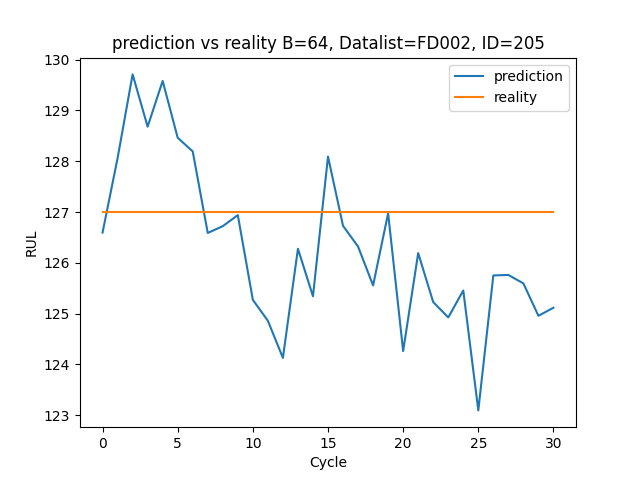 prediction vs reality B=64, Datalist=FD002, ID=205
prediction
reality
130
129
128
127
126
125
124
123
RUL
0 5 10 15 20 25 30
Cycle